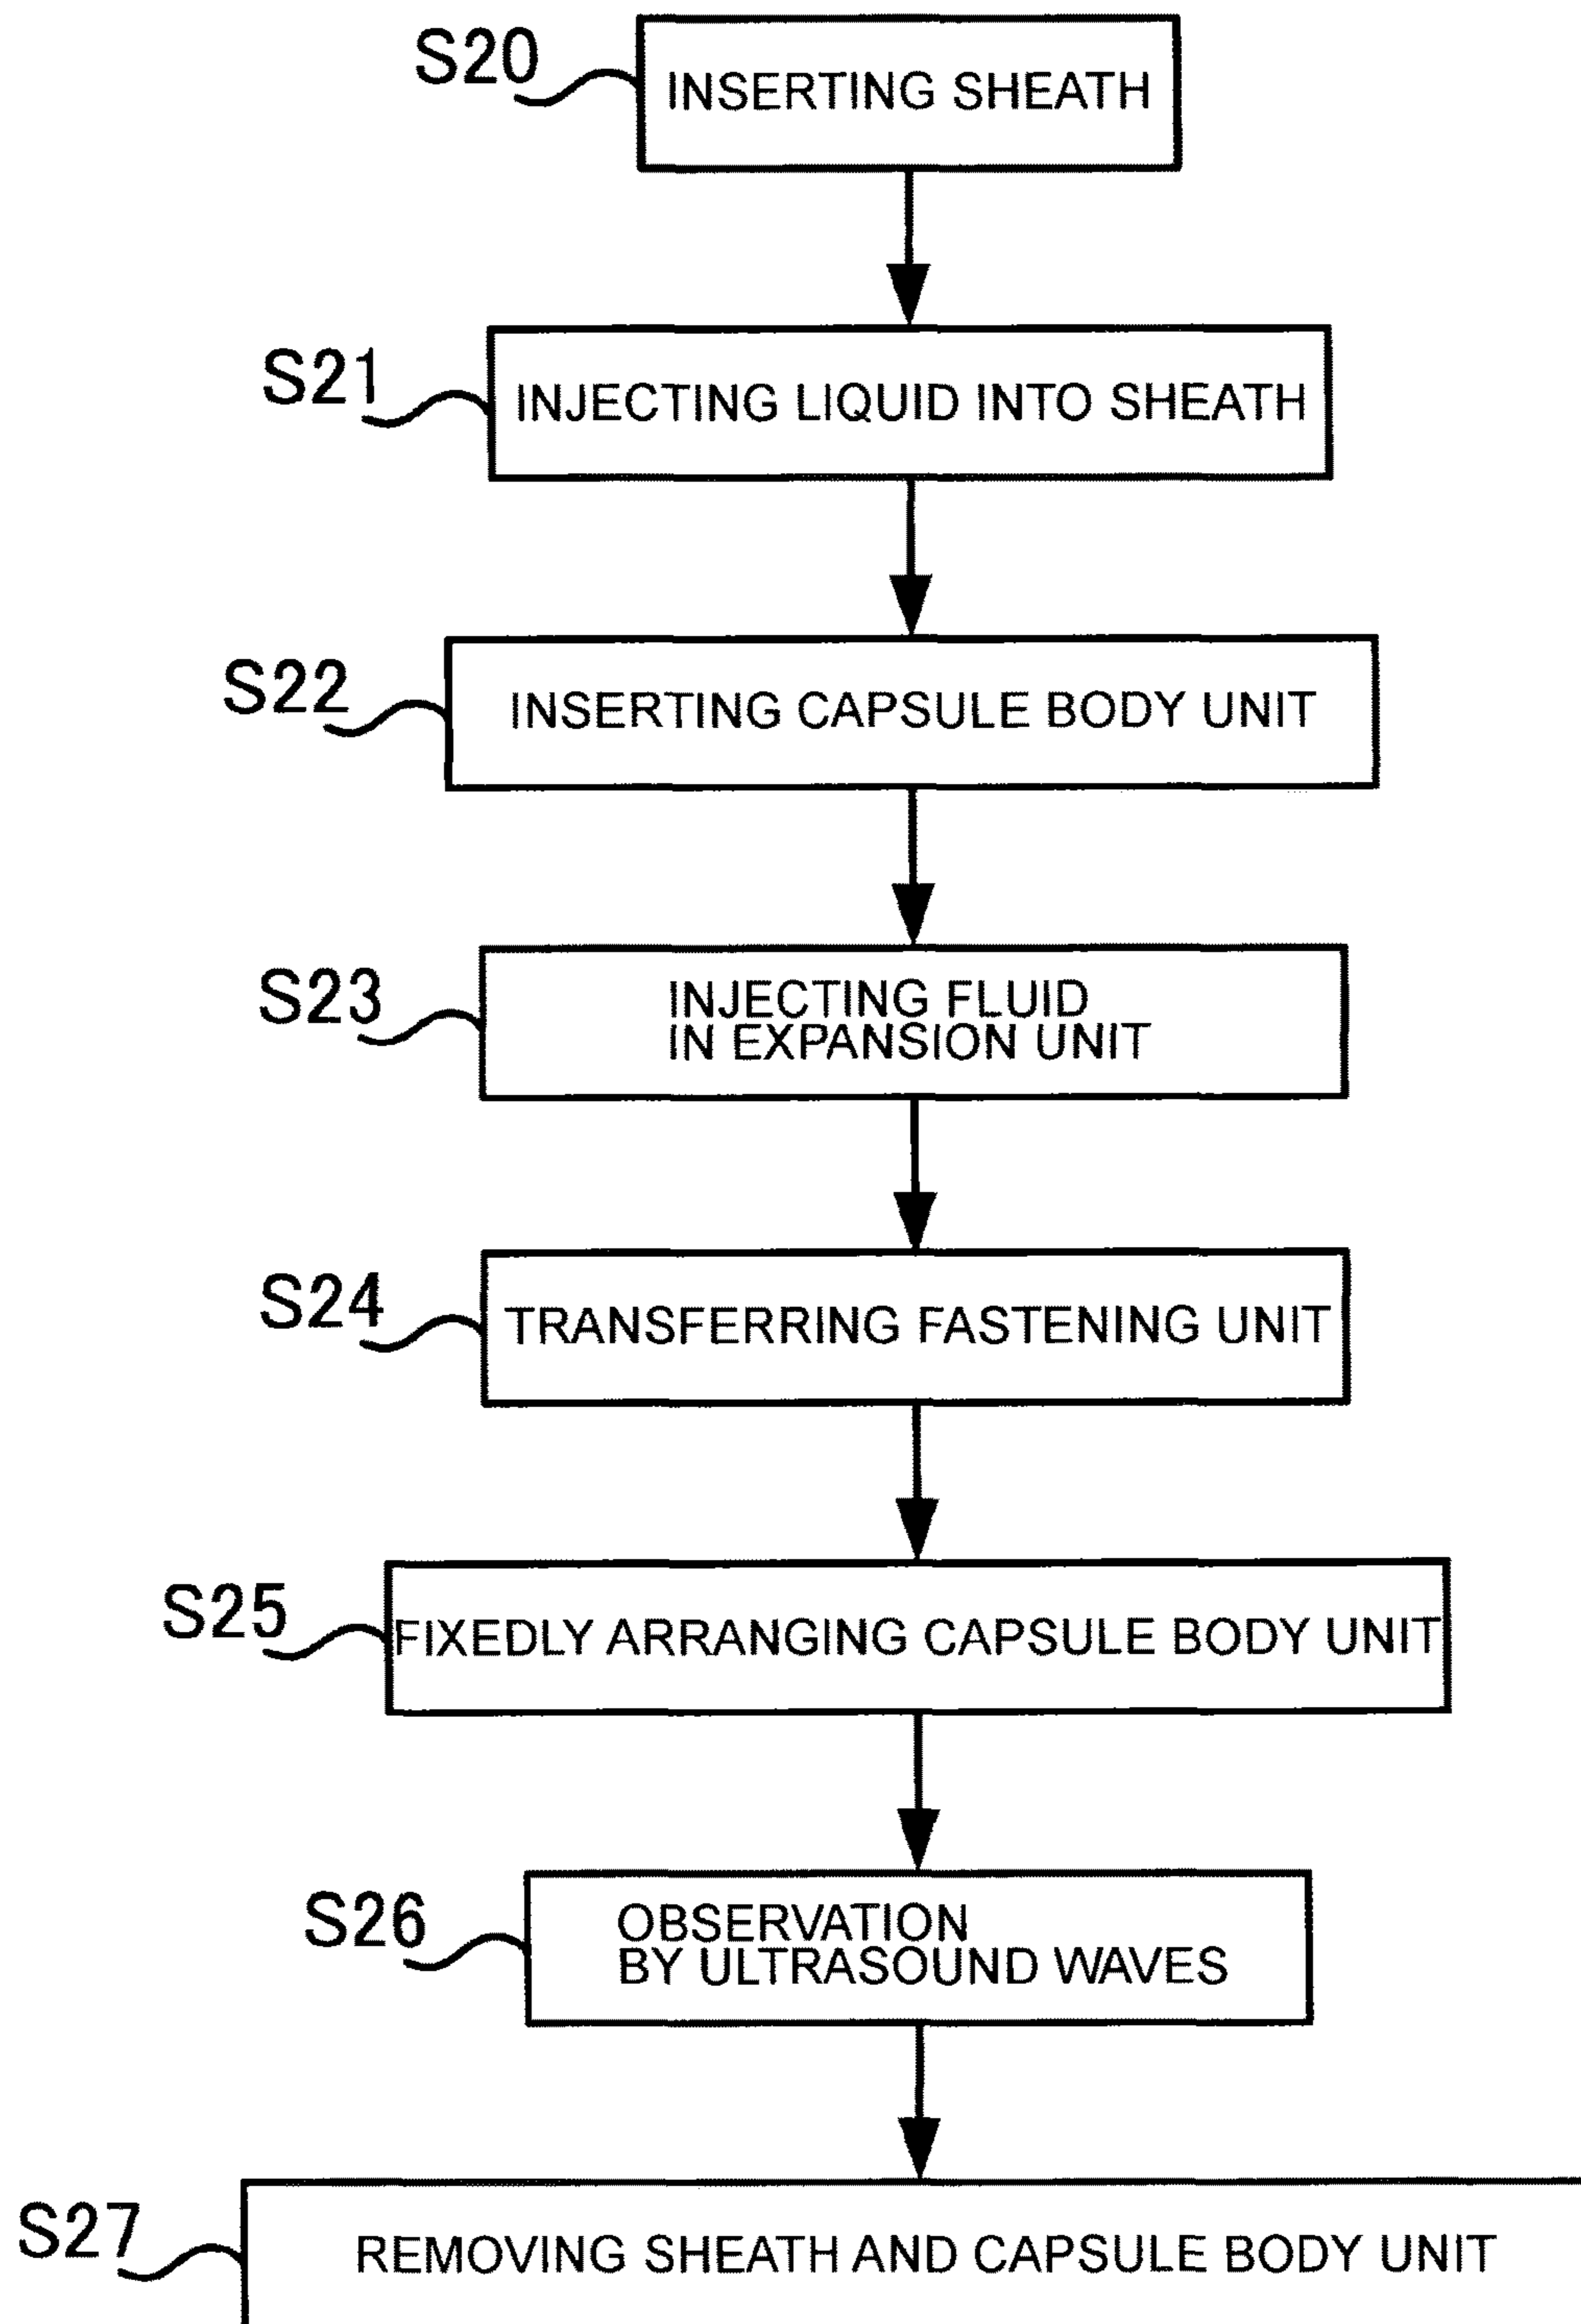 S20
INSERTING SHEATH
S21
INJECTING LIQUID INTO SHEATH
S22
INSERTING CAPSULE BODY UNIT
S23
INJECTING FLUID
IN EXPANSION UNIT
S24
TRANSFERRING FASTENING UNIT
S25
FIXEDLY ARRANGING CAPSULE BODY UNIT
S26
OBSERVATION
BY ULTRASOUND WAVES
S27
REMOVING SHEATH AND CAPSULE BODY UNIT